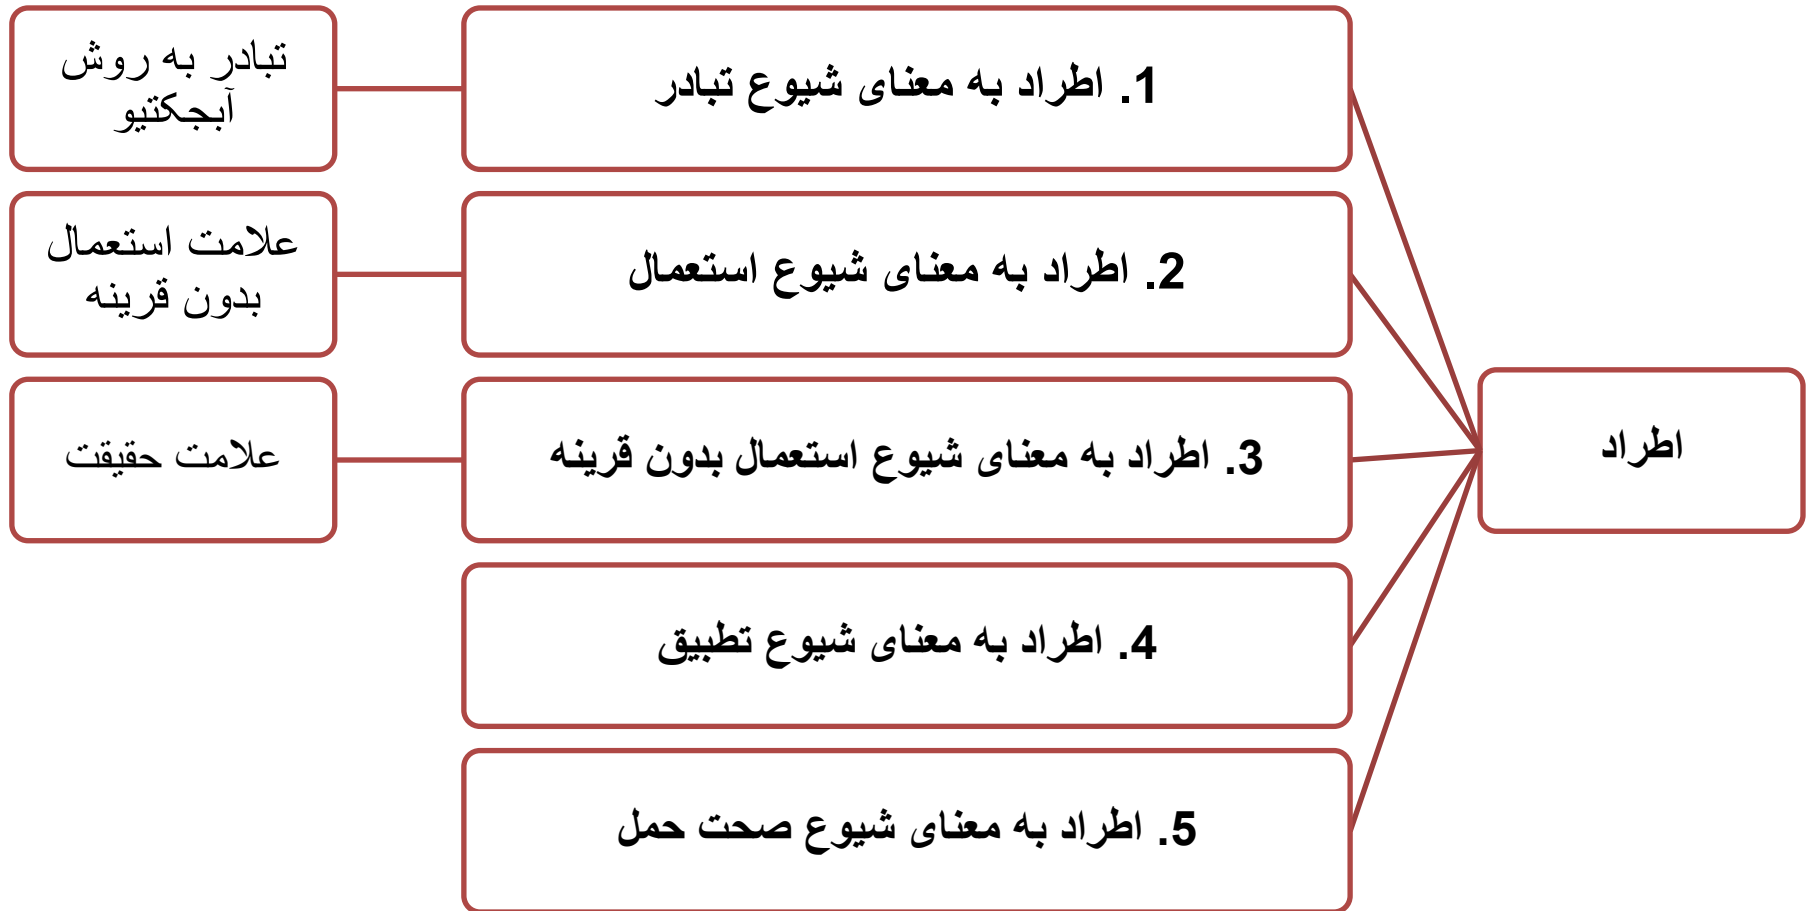 اطراد
1. اطراد به معنای شیوع تبادر
تبادر به روش
آبجکتیو
2. اطراد به معنای شیوع استعمال
علامت استعمال
بدون قرینه
3. اطراد به معنای شیوع استعمال بدون قرینه
علامت حقیقت
4. اطراد به معنای شیوع تطبیق
5. اطراد به معنای شیوع صحت حمل